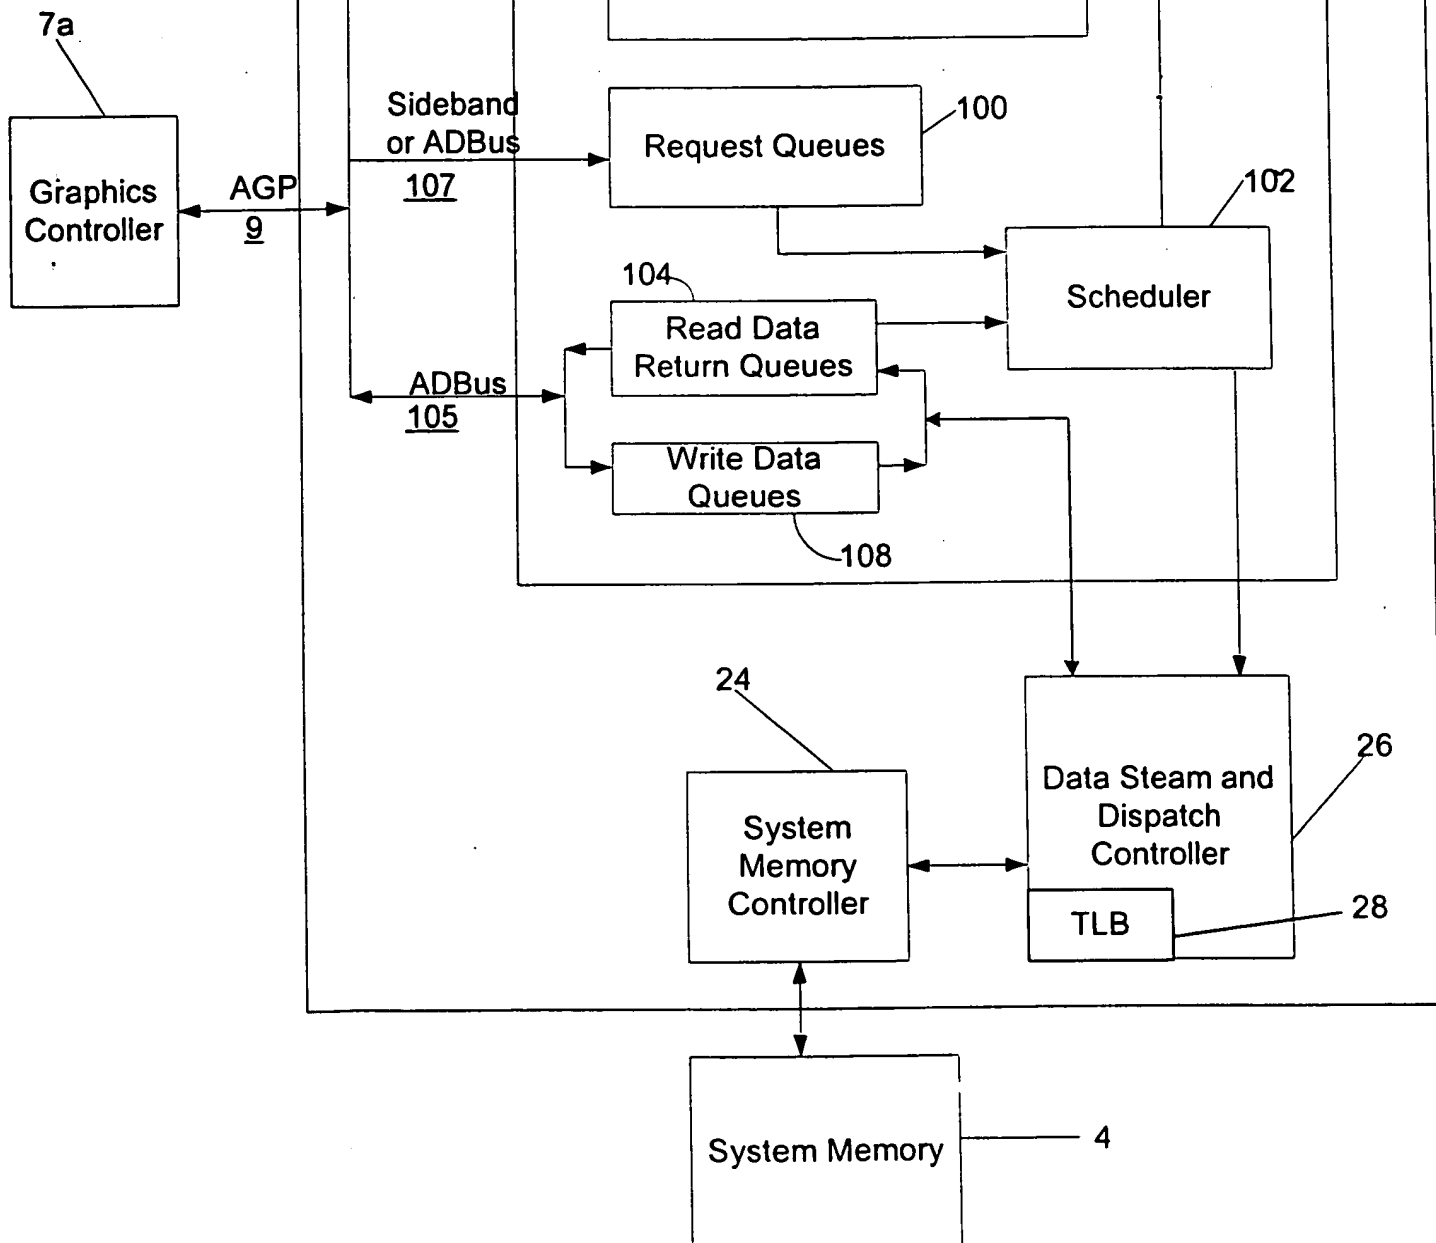 7a
Graphics
Controller
AGP
9
Sideband
or ADBus
107
Request Queues
100
102
Scheduler
104
Read Data
Return Queues
ADBus
105
Write Data
Queues
108
24
System
Memory
Controller
26
Data Steam and
Dispatch
Controller
TLB
28
System Memory
4